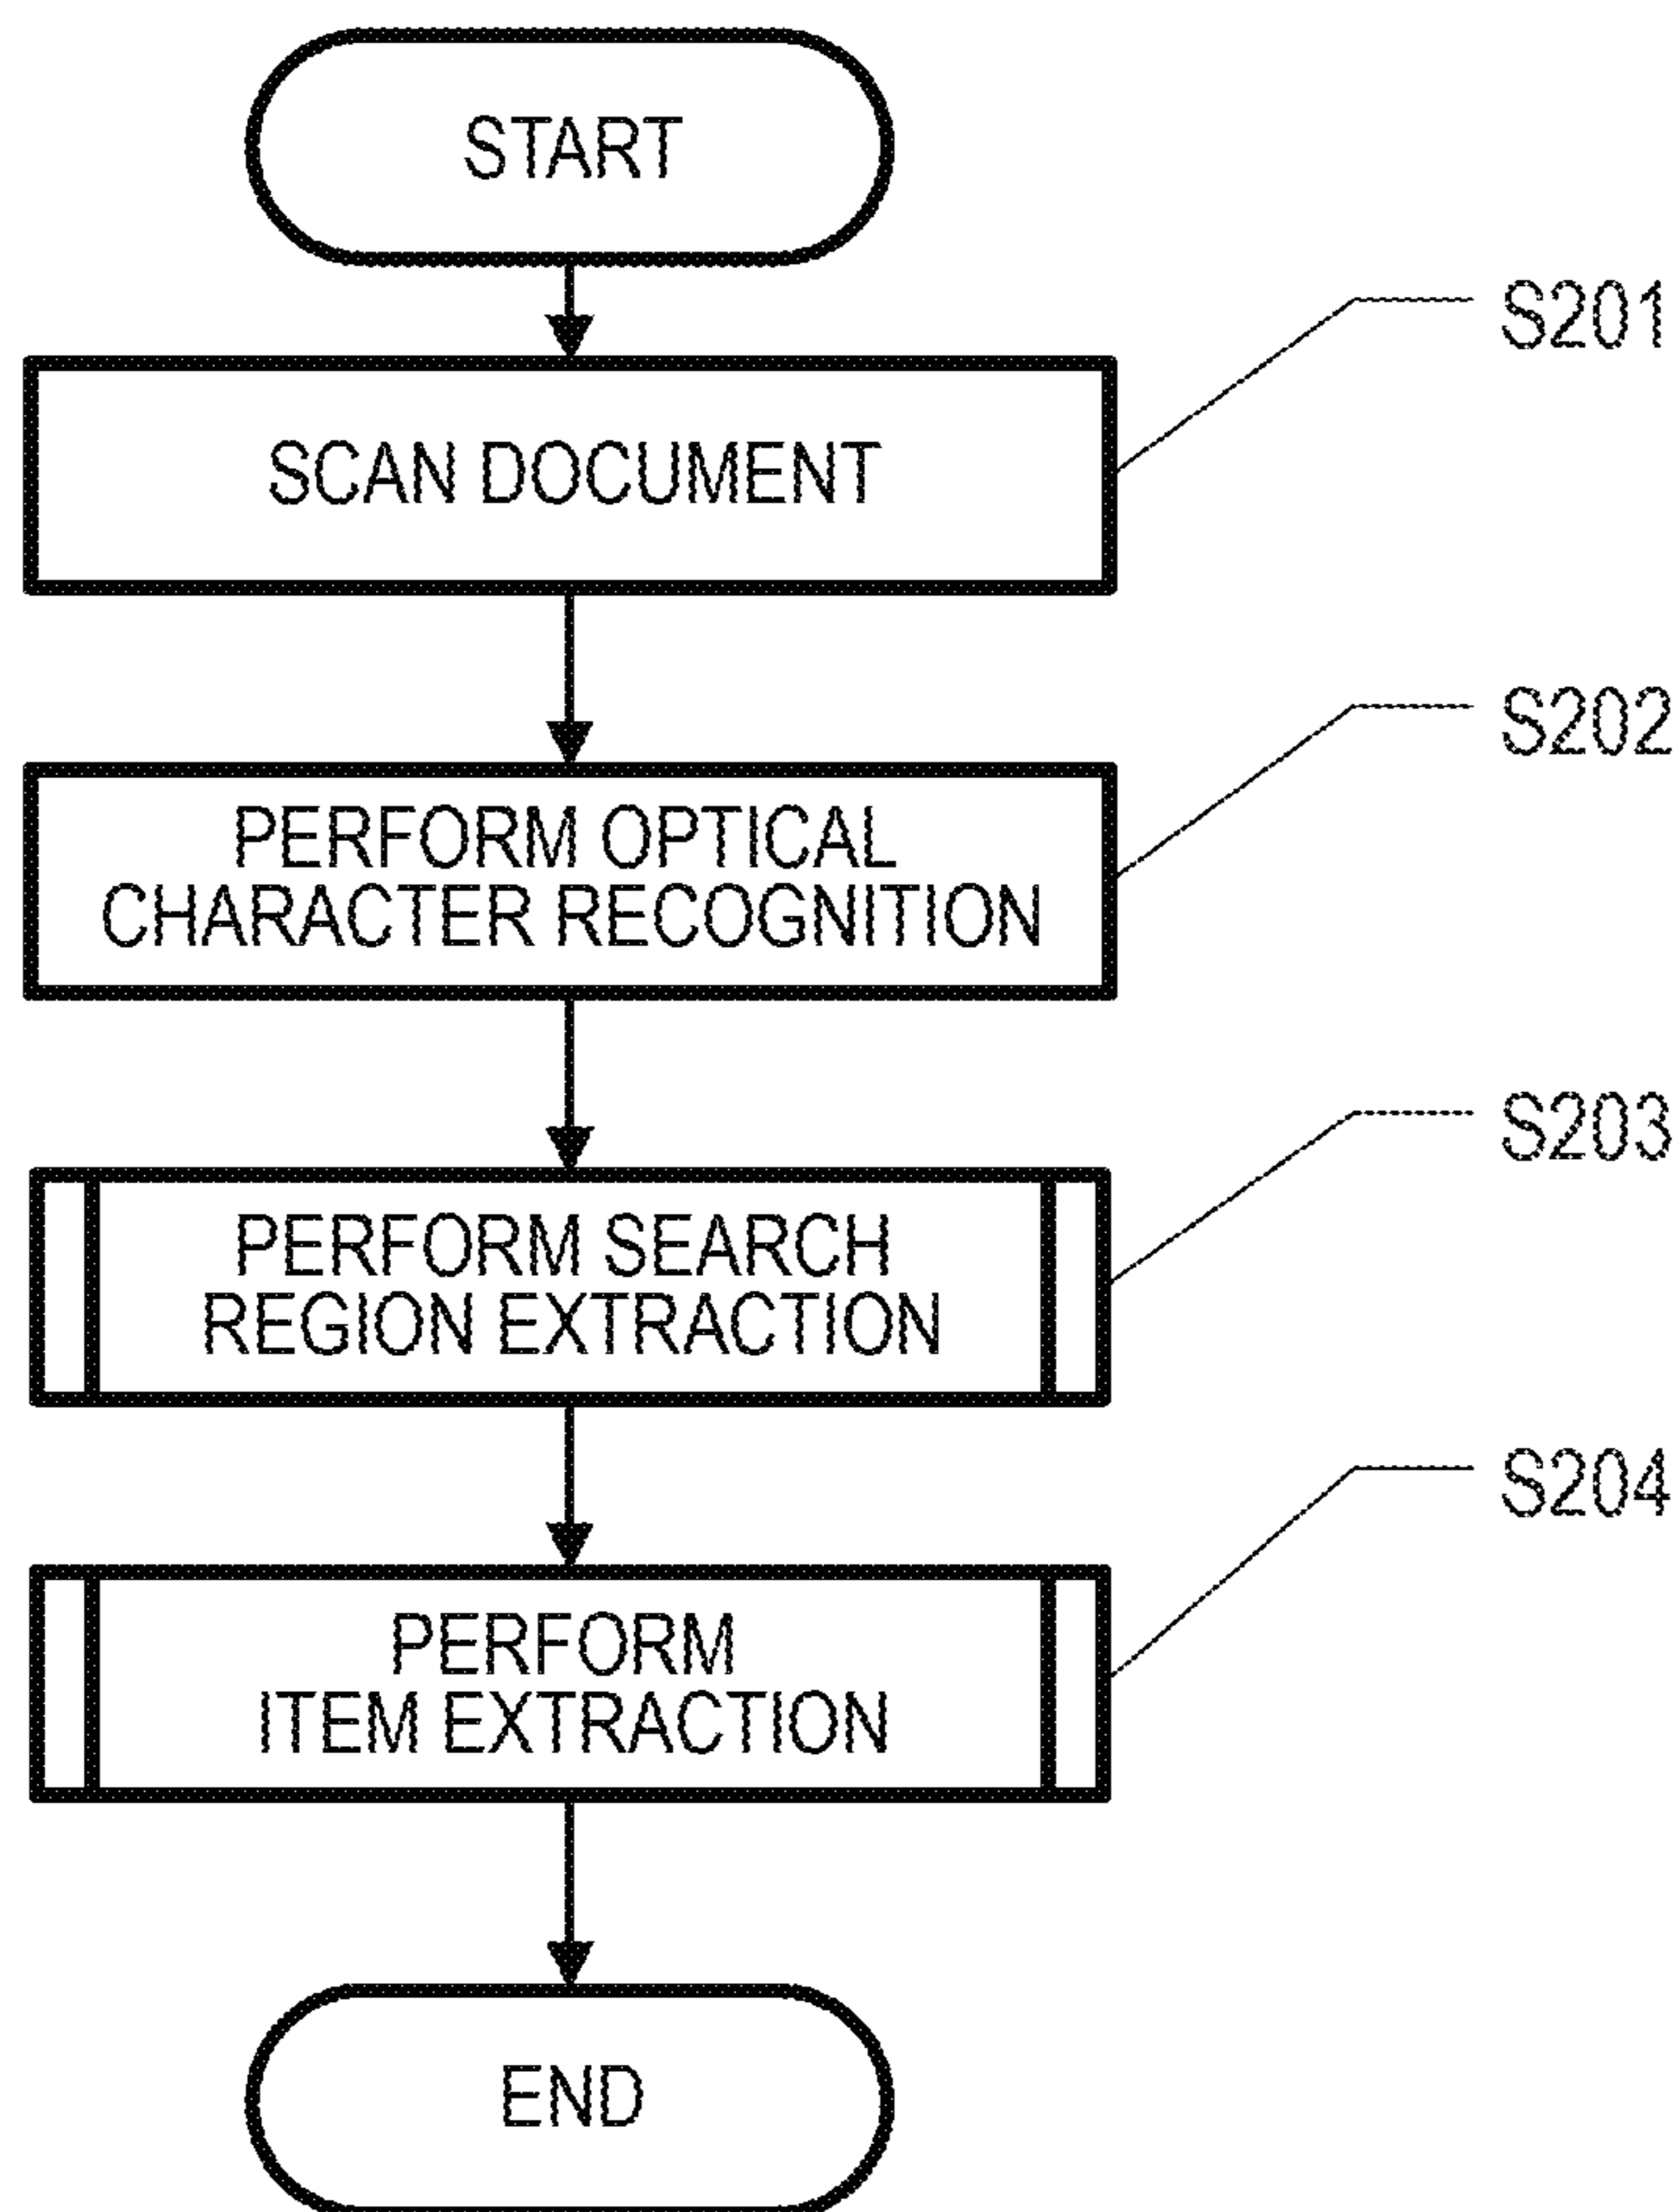 START
S201
SCAN DOCUMENT
S202
PERFORM OPTICAL
CHARACTER RECOGNITION
S203
PERFORM SEARCH
REGION EXTRACTION
S204
PERFORM
ITEM EXTRACTION
END